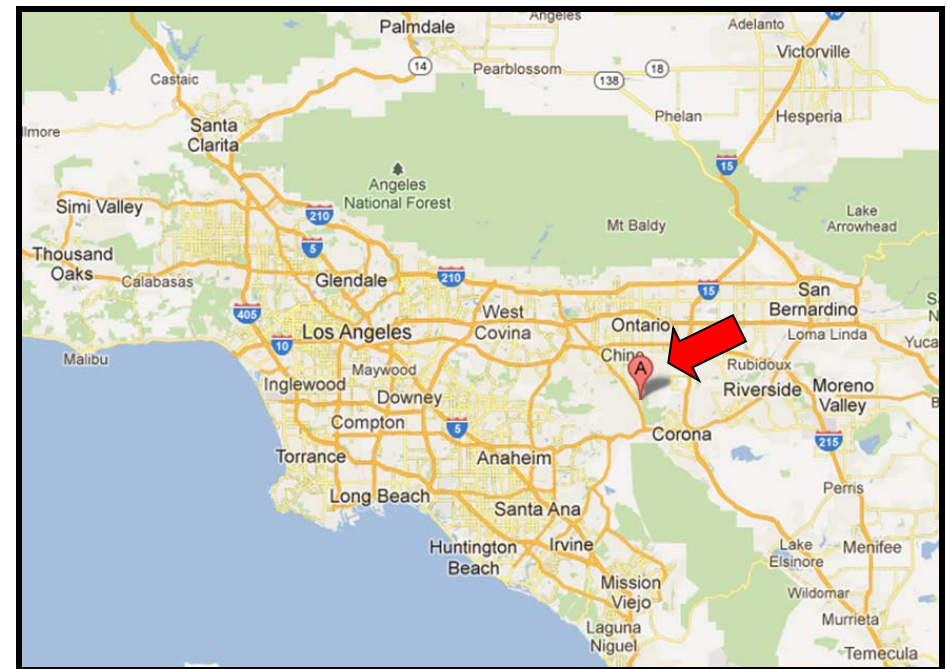 Angeles
15
Palmdale
Adelanto
Victorville
14
Pearblossom
18
138
Castaic
Phelan
Hesperia
lmore
Santa
Clarita
15
Angeles
National Forest
Simi Valley
210
Mt Baldy
Lake
Arrowhead
5
Thousand
Oaks
Calabasas
Glendale
210
15
San
Bernardino
S
N
405
West
Covina
Ontario
Los Angeles
Loma Linda
Yuca
10
Malibu
Maywood
Chino
A
Rubidoux
Inglewood
Downey
Riverside
Moreno
Valley
B
Compton
5
Corona
215
Torrance
Anaheim
Long Beach
Santa Ana
Perris
Huntington
Beach
Irvine
Lake
Elsinore
Menifee
Mission
Viejo
Wildomar
Laguna
Niguel
Murrieta
Temecula